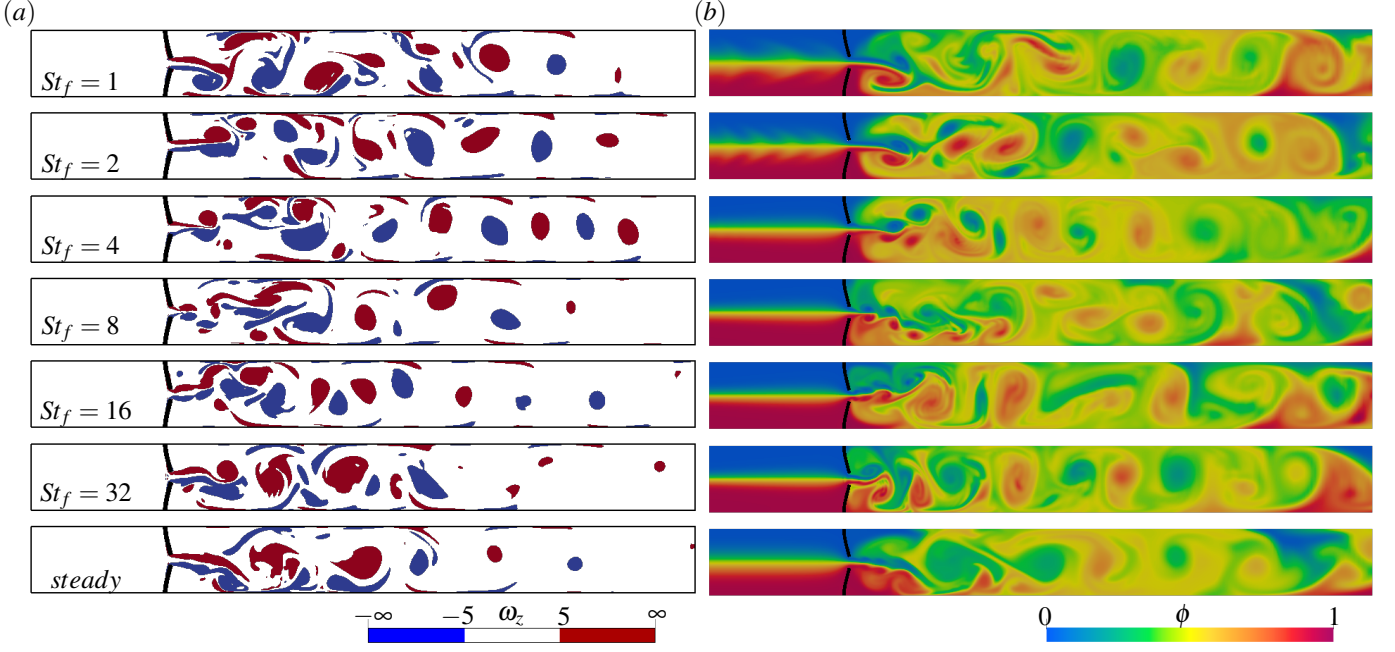 (a)
(b)
St_f = 1
St_f = 2
St_f = 4
St_f = 8
St_f = 16
St_f = 32
steady
−∞ −5 ω_z 5 ∞
0 ϕ 1